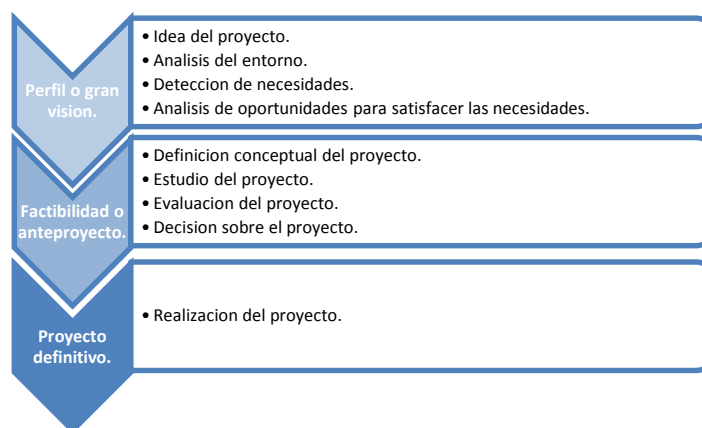 Perfil o gran
vision.
• Idea del proyecto.
• Analisis del entorno.
• Deteccion de necesidades.
• Analisis de oportunidades para satisfacer las necesidades.
Factibilidad o
anteproyecto.
• Definicion conceptual del proyecto.
• Estudio del proyecto.
• Evaluacion del proyecto.
• Decision sobre el proyecto.
Proyecto
definitivo.
• Realizacion del proyecto.